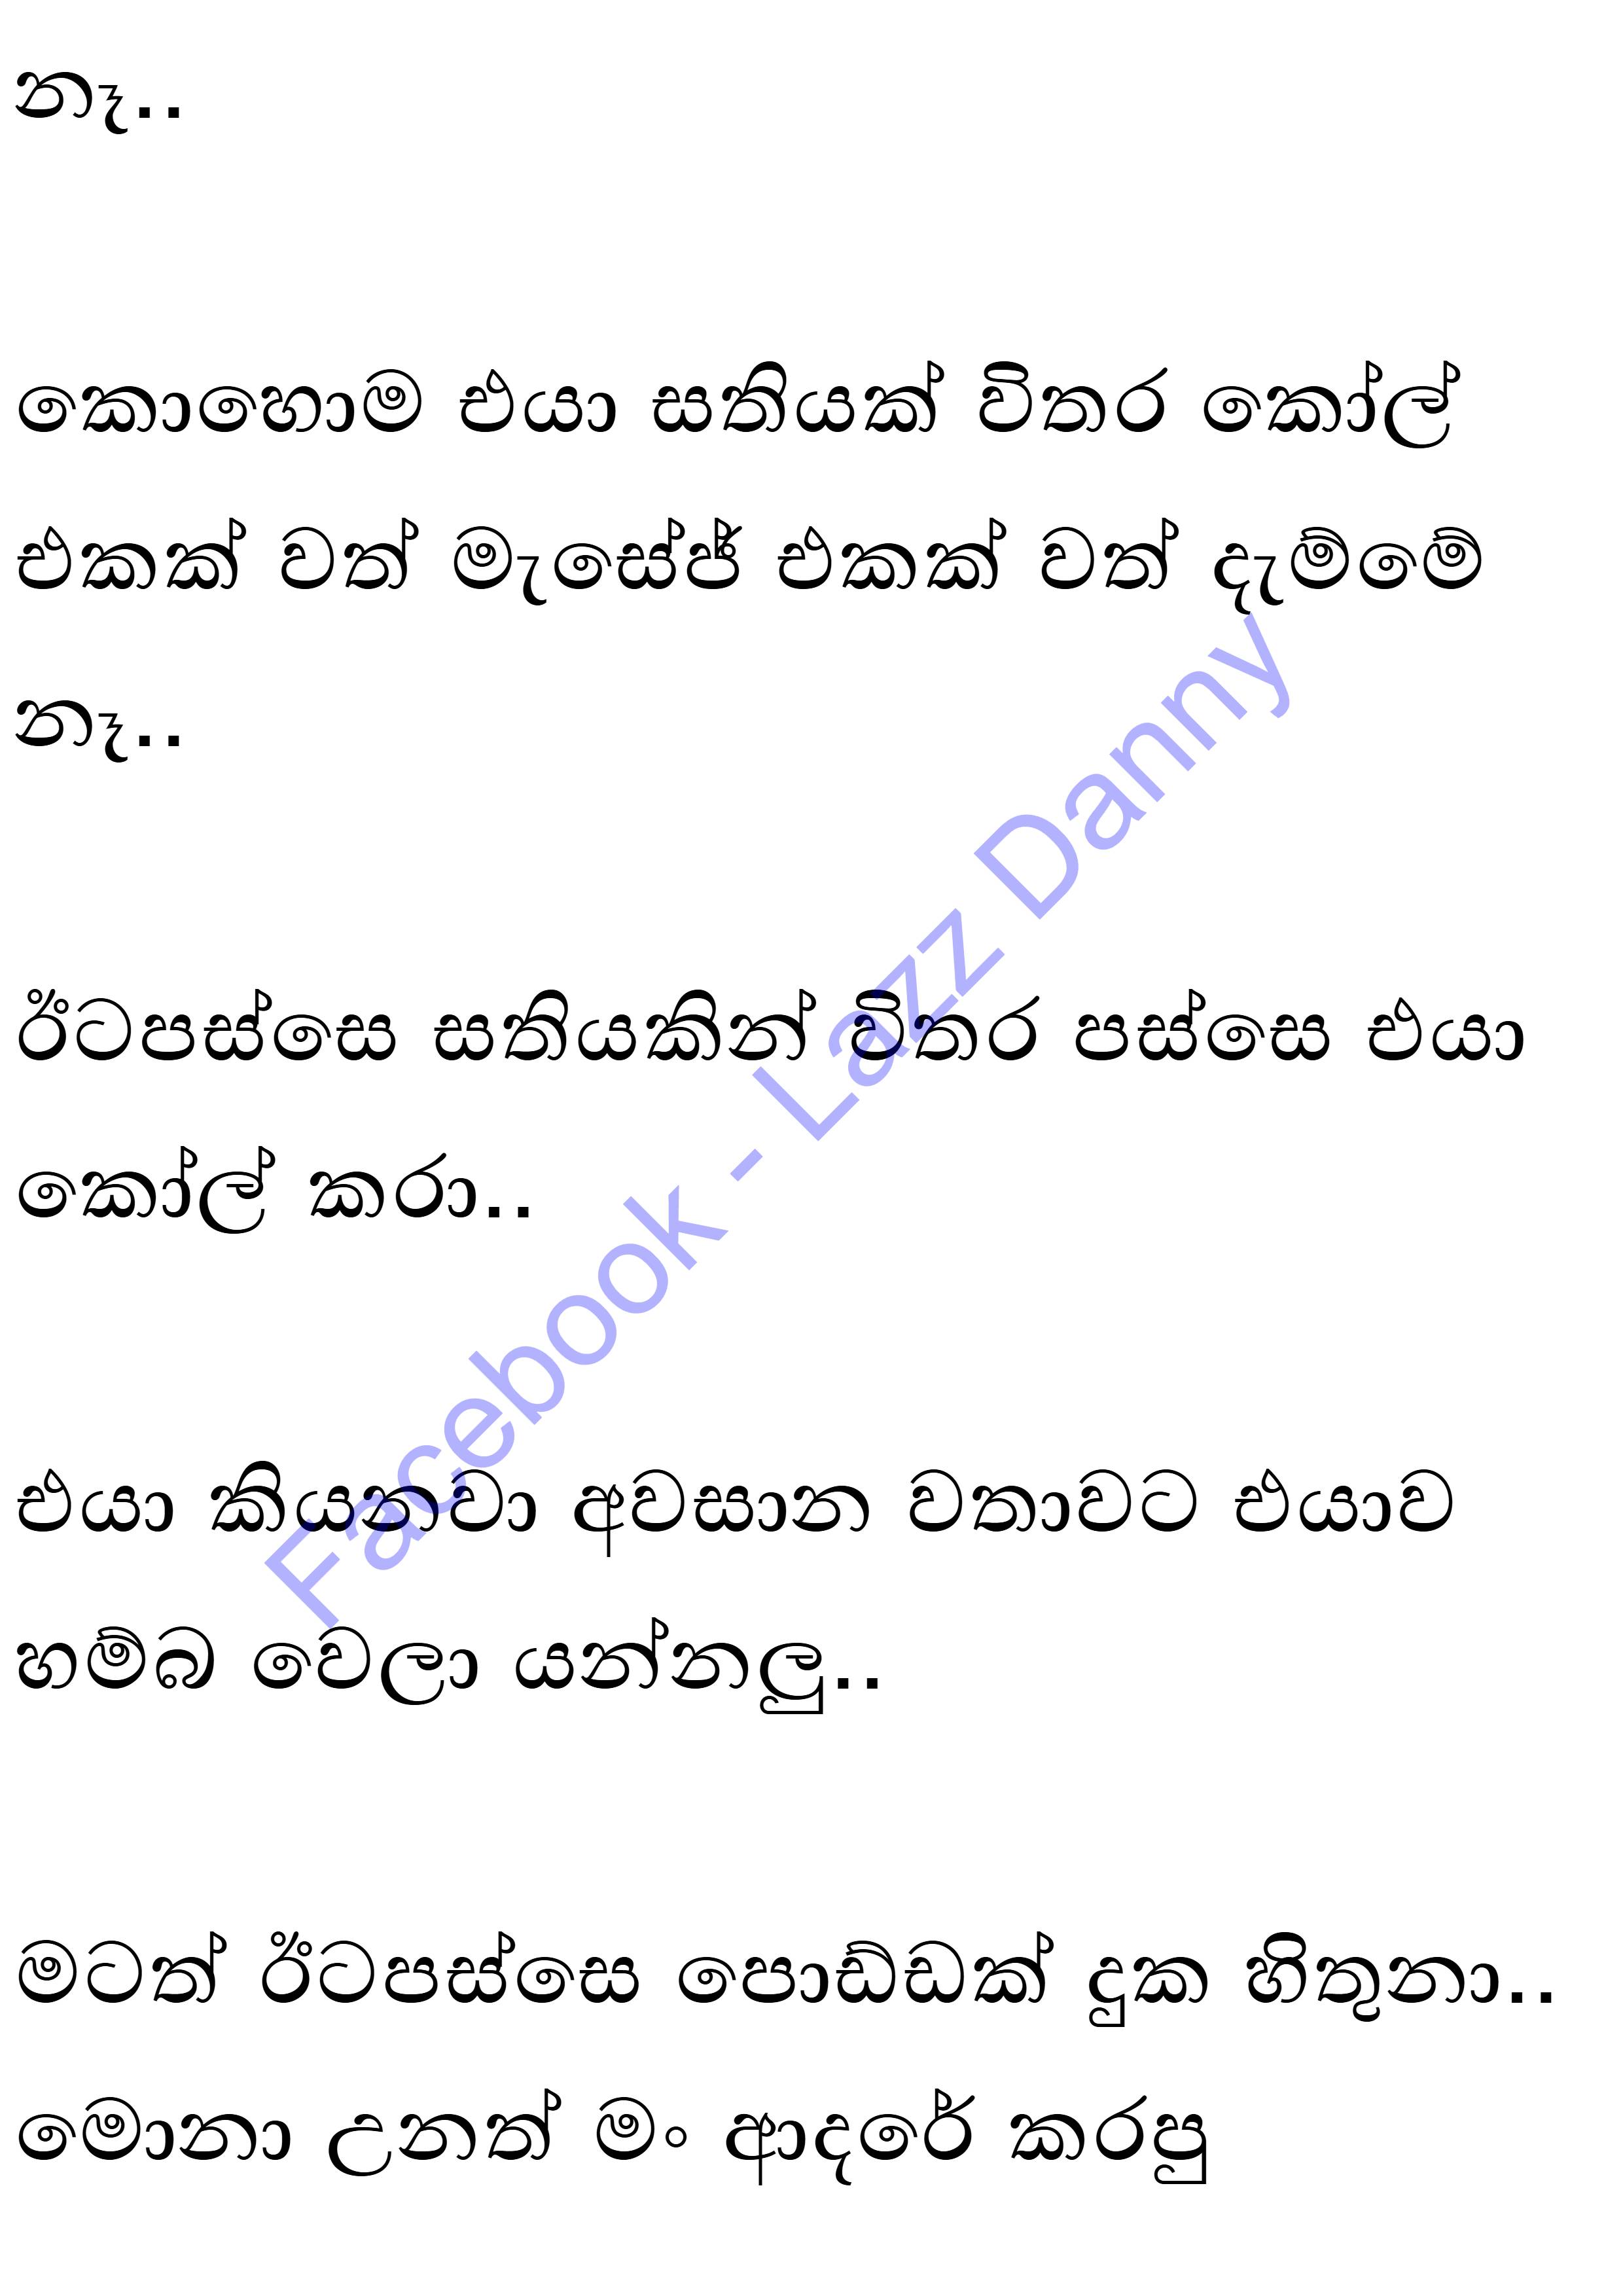 නෑ..
කොහොම එයා සතියක් විතර කෝල්
එකක් වත් මැසේජ් එකක් වත් දැම්මේ
නෑ..
ඊටපස්සෙ සතියකින් විතර පස්සෙ එයා
කෝල් කරා..
එයා කියනවා අවසාන වතාවට එයාව
හම්බ වෙලා යන්නලු..
මටත් ඊටපස්සෙ පොඩ්ඩක් දුක හිතුනා..
මොනා උනත් මං ආදරේ කරපු
Facebook - Lazz Danny